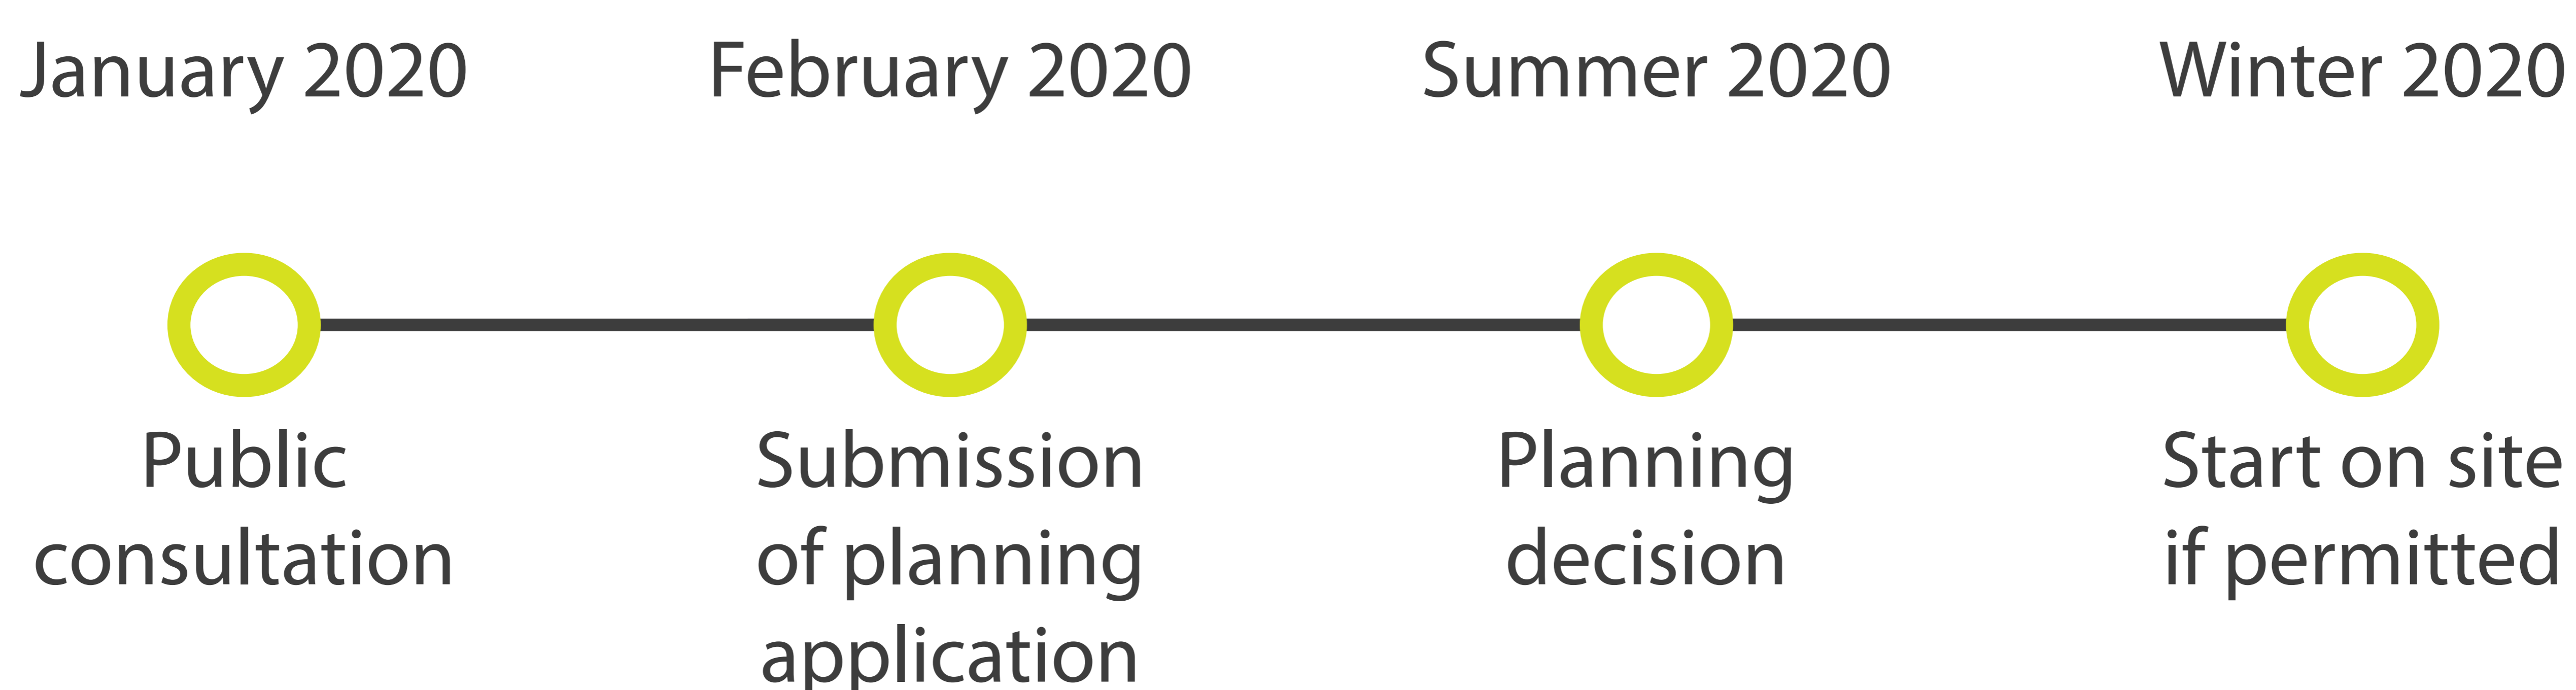 January 2020
February 2020
Summer 2020
Winter 2020
Public
consultation
Submission
of planning
application
Planning
decision
Start on site
if permitted